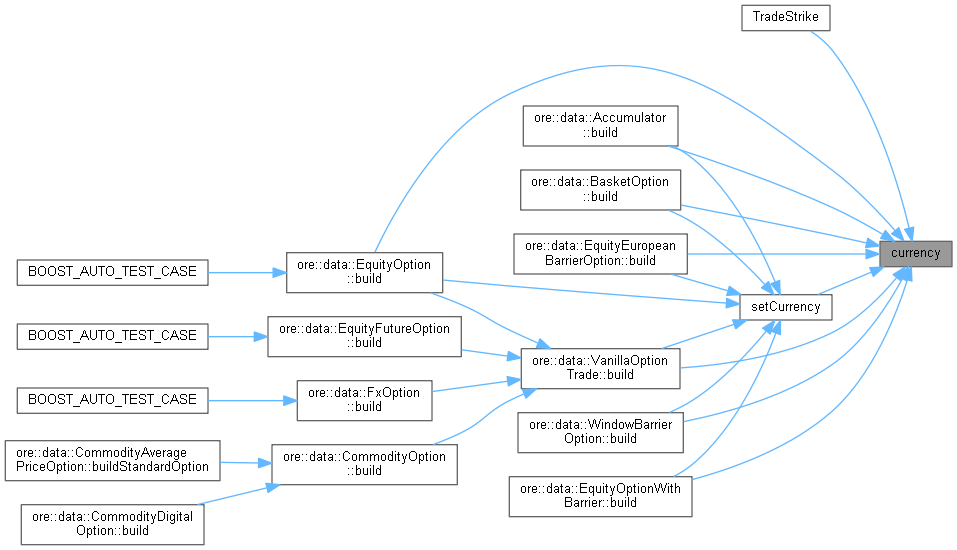 TradeStrike
ore::data::Accumulator
::build
ore::data::BasketOption
::build
ore::data::EquityEuropean
BarrierOption::build
currency
ore::data::EquityOption
::build
BOOST_AUTO_TEST_CASE
setCurrency
ore::data::EquityFutureOption
::build
BOOST_AUTO_TEST_CASE
ore::data::VanillaOption
Trade::build
ore::data::FxOption
::build
BOOST_AUTO_TEST_CASE
ore::data::WindowBarrier
Option::build
ore::data::CommodityAverage
PriceOption::buildStandardOption
ore::data::CommodityOption
::build
ore::data::EquityOptionWith
Barrier::build
ore::data::CommodityDigital
Option::build